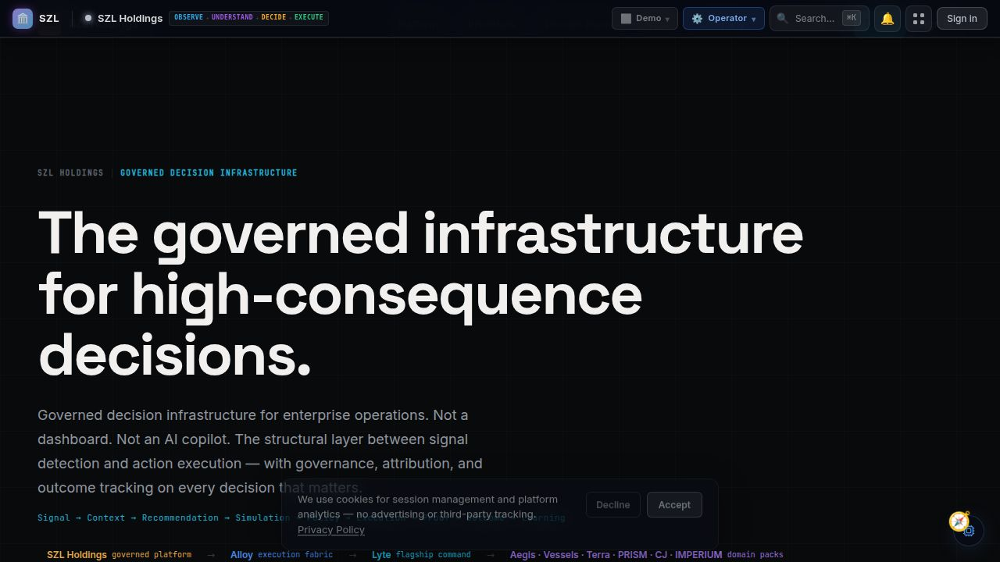 SZL
SZL Holdings
OBSERVE → UNDERSTAND → DECIDE → EXECUTE
Demo
Operator
Search...
⌘K
Sign in
SZL HOLDINGS
GOVERNED DECISION INFRASTRUCTURE
The governed infrastructure
for high-consequence
decisions.
Governed decision infrastructure for enterprise operations. Not a
dashboard. Not an AI copilot. The structural layer between signal
detection and action execution — with governance, attribution, and
outcome tracking on every decision that matters.
Signal → Context → Recommendation → Simulation
We use cookies for session management and platform
analytics — no advertising or third-party tracking.
Privacy Policy
Decline
Accept
SZL Holdings governed platform → Alloy execution fabric → Lyte flagship command → Aegis · Vessels · Terra · PRISM · CJ · IMPERIUM domain packs